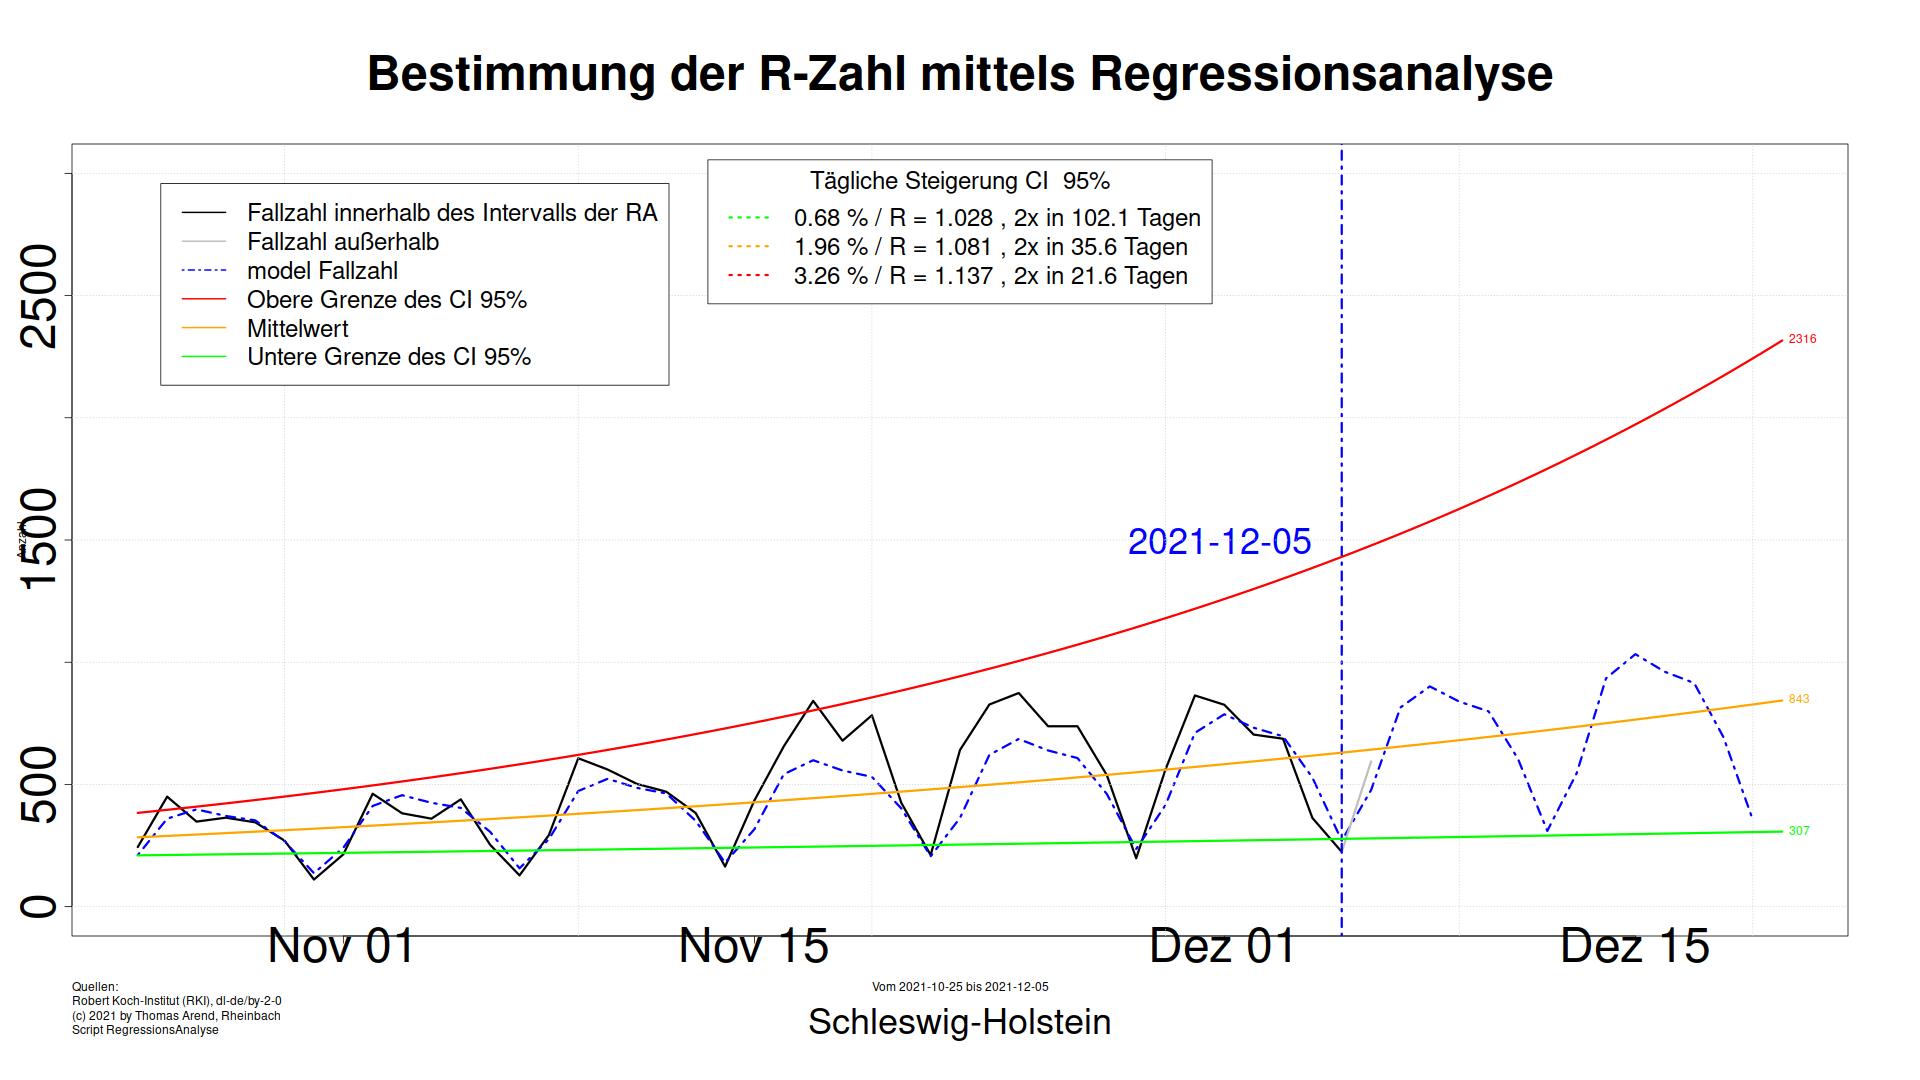 Bestimmung der R-Zahl mittels Regressionsanalyse
Fallzahl innerhalb des Intervalls der RA
Fallzahl außerhalb
model Fallzahl
Obere Grenze des CI 95%
Mittelwert
Untere Grenze des CI 95%
Tägliche Steigerung CI  95%
0.68 % / R = 1.028 , 2x in 102.1 Tagen
1.96 % / R = 1.081 , 2x in 35.6 Tagen
3.26 % / R = 1.137 , 2x in 21.6 Tagen
2500
1500
500
0
Anzahl
2021-12-05
2316
843
307
Nov 01
Nov 15
Dez 01
Dez 15
Quellen:
Robert Koch-Institut (RKI), dl-de/by-2-0
(c) 2021 by Thomas Arend, Rheinbach
Script RegressionsAnalyse
Vom 2021-10-25 bis 2021-12-05
Schleswig-Holstein